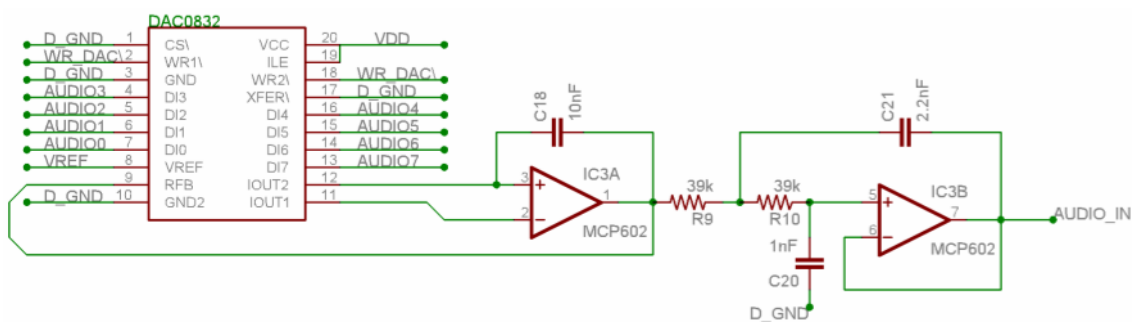 DAC0832
D_GND 1 CS\ VCC 20 VDD
WR_DAC\ 2 WR1\ ILE 19
D_GND 3 GND WR2\ 18 WR_DAC\
AUDIO3 4 DI3 XFER\ 17 D_GND
AUDIO2 5 DI2 DI4 16 AUDIO4
AUDIO1 6 DI1 DI5 15 AUDIO5
AUDIO0 7 DI0 DI6 14 AUDIO6
VREF 8 VREF DI7 13 AUDIO7
9 RFB IOUT2 12
D_GND 10 GND2 IOUT1 11
C18
10nF
3 + IC3A
1
2 -
MCP602
39k
R9
39k
R10
C21
2.2nF
1nF
C20
D_GND
5 + IC3B
7
6 -
MCP602
AUDIO_IN